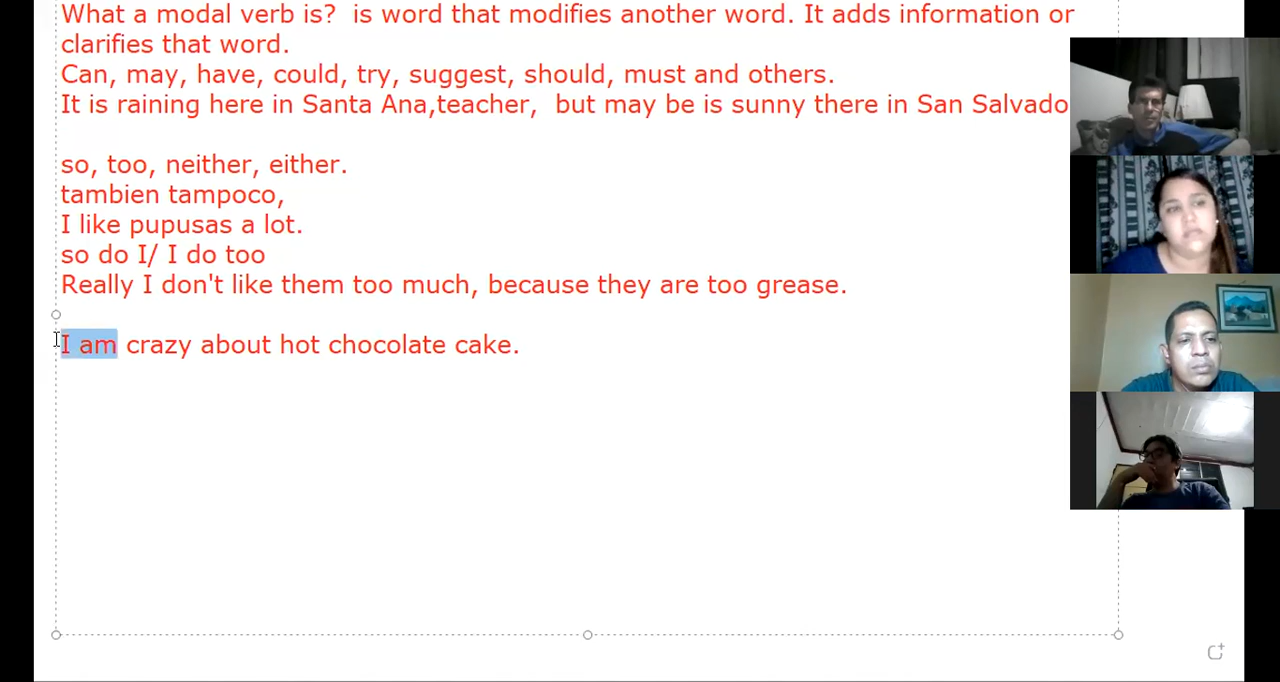 What a modal verb is?  is word that modifies another word. It adds information or
clarifies that word.
Can, may, have, could, try, suggest, should, must and others.
It is raining here in Santa Ana,teacher,  but may be is sunny there in San Salvado
so, too, neither, either.
tambien tampoco,
I like pupusas a lot.
so do I/ I do too
Really I don't like them too much, because they are too grease.
I am crazy about hot chocolate cake.